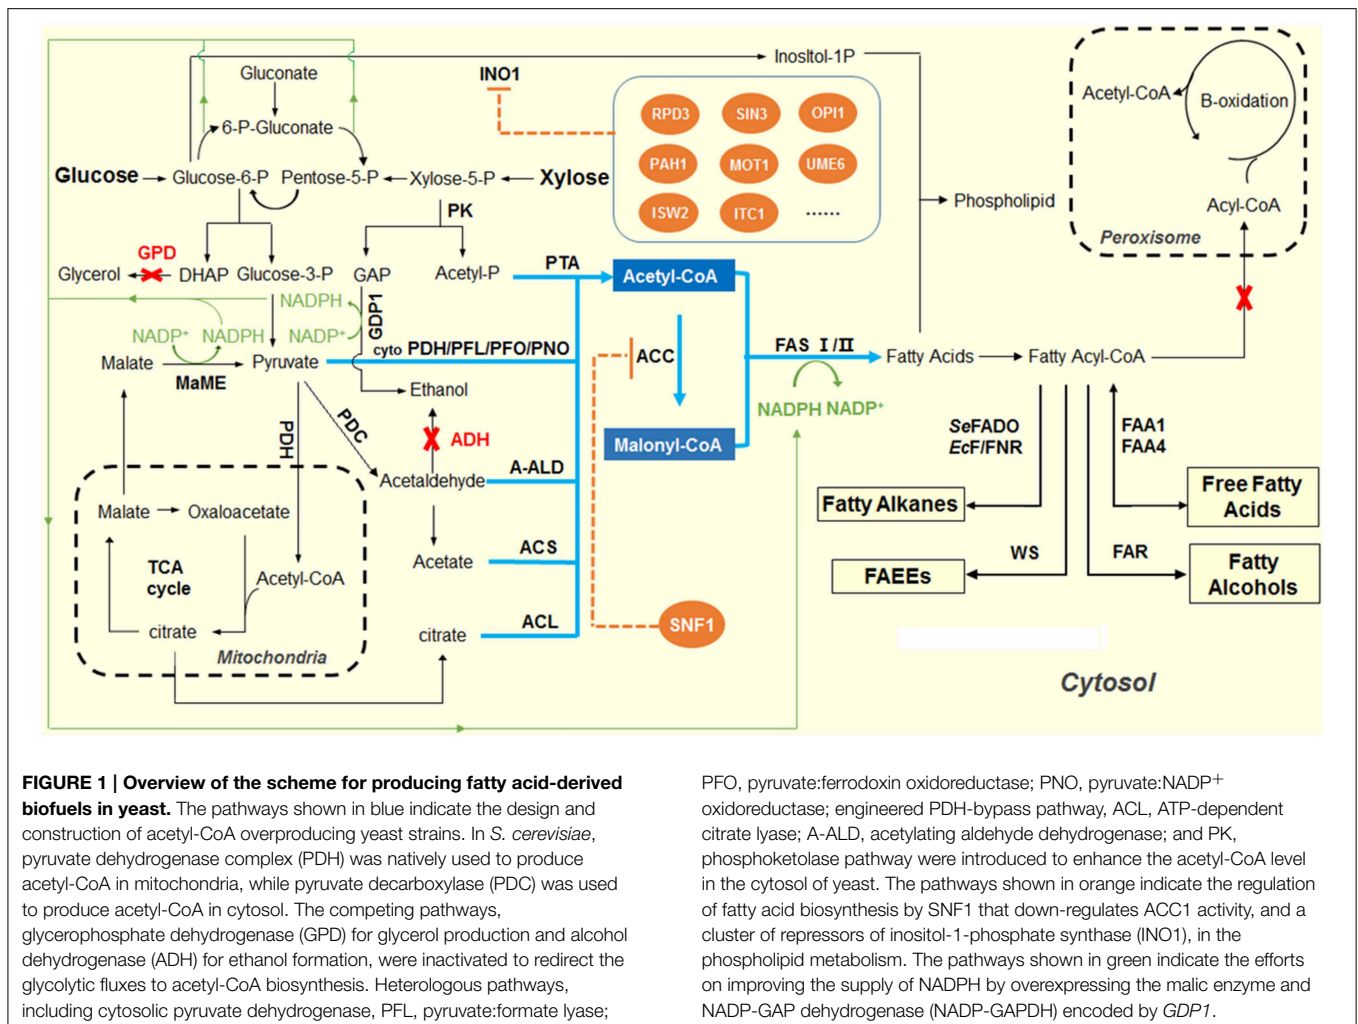 Gluconate
INO1
Inositol-1P
RPD3
SIN3
OPI1
Acetyl-CoA
B-oxidation
6-P-Gluconate
PAH1
MOT1
UME6
Glucose
Glucose-6-P
Pentose-5-P
Xylose-5-P
Xylose
PK
ISW2
ITC1
......
Phospholipid
Acyl-CoA
Peroxisome
GPD
Glycerol
DHAP
Glucose-3-P
GAP
Acetyl-P
PTA
Acetyl-CoA
NADPH
GDP1
NADP+
NADPH
NADP+
cyto PDH/PFL/PFO/PNO
ACC
FAS I/II
Malate
MaME
Pyruvate
Fatty Acids
Fatty Acyl-CoA
Ethanol
NADPH
NADP+
PDH
PDC
ADH
Malonyl-CoA
SeFADO
EcF/FNR
FAA1
FAA4
Acetaldehyde
A-ALD
Malate
Oxaloacetate
Fatty Alkanes
Free Fatty
Acids
TCA
cycle
Acetyl-CoA
Acetate
ACS
WS
FAR
FAEEs
Fatty
Alcohols
citrate
Mitochondria
citrate
ACL
SNF1
Cytosol
FIGURE 1 | Overview of the scheme for producing fatty acid-derived
biofuels in yeast. The pathways shown in blue indicate the design and
construction of acetyl-CoA overproducing yeast strains. In S. cerevisiae,
pyruvate dehydrogenase complex (PDH) was natively used to produce
acetyl-CoA in mitochondria, while pyruvate decarboxylase (PDC) was used
to produce acetyl-CoA in cytosol. The competing pathways,
glycerophosphate dehydrogenase (GPD) for glycerol production and alcohol
dehydrogenase (ADH) for ethanol formation, were inactivated to redirect the
glycolytic fluxes to acetyl-CoA biosynthesis. Heterologous pathways,
including cytosolic pyruvate dehydrogenase, PFL, pyruvate:formate lyase;
PFO, pyruvate:ferrodoxin oxidoreductase; PNO, pyruvate:NADP+
oxidoreductase; engineered PDH-bypass pathway, ACL, ATP-dependent
citrate lyase; A-ALD, acetylating aldehyde dehydrogenase; and PK,
phosphoketolase pathway were introduced to enhance the acetyl-CoA level
in the cytosol of yeast. The pathways shown in orange indicate the regulation
of fatty acid biosynthesis by SNF1 that down-regulates ACC1 activity, and a
cluster of repressors of inositol-1-phosphate synthase (INO1), in the
phospholipid metabolism. The pathways shown in green indicate the efforts
on improving the supply of NADPH by overexpressing the malic enzyme and
NADP-GAP dehydrogenase (NADP-GAPDH) encoded by GDP1.